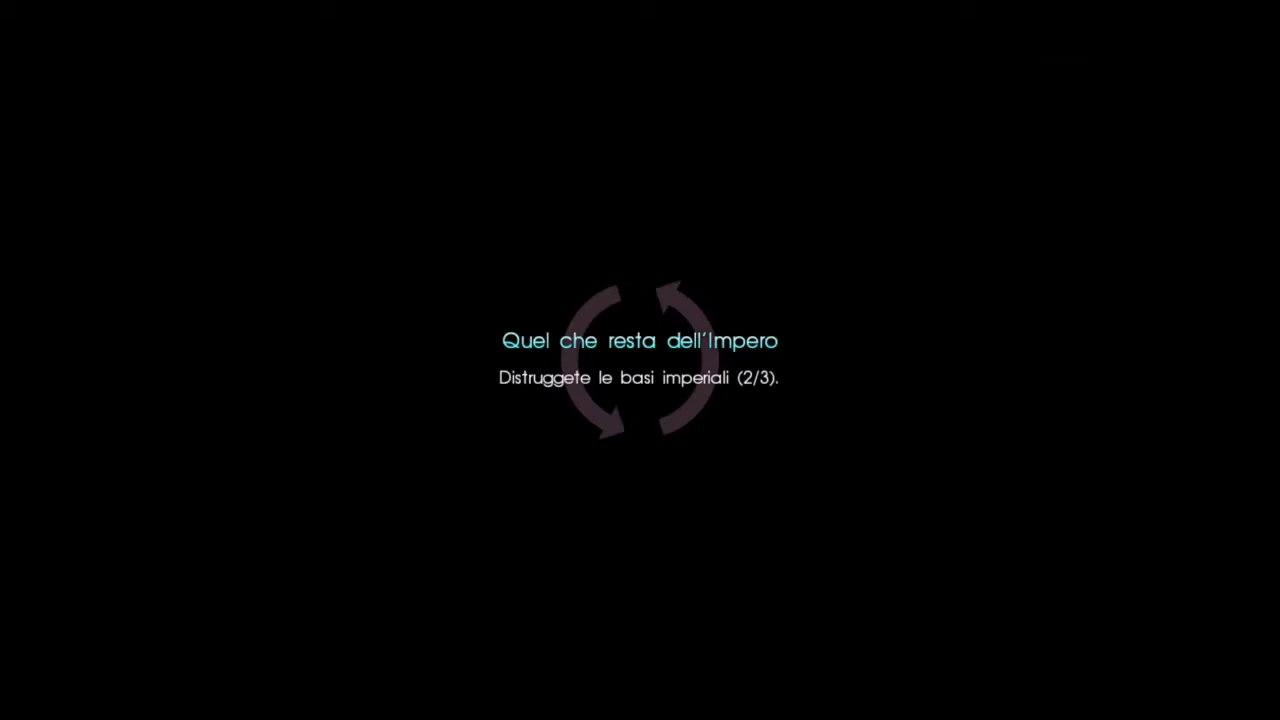 Quel che resta dell'Impero
Distruggete le basi imperiali (2/3).